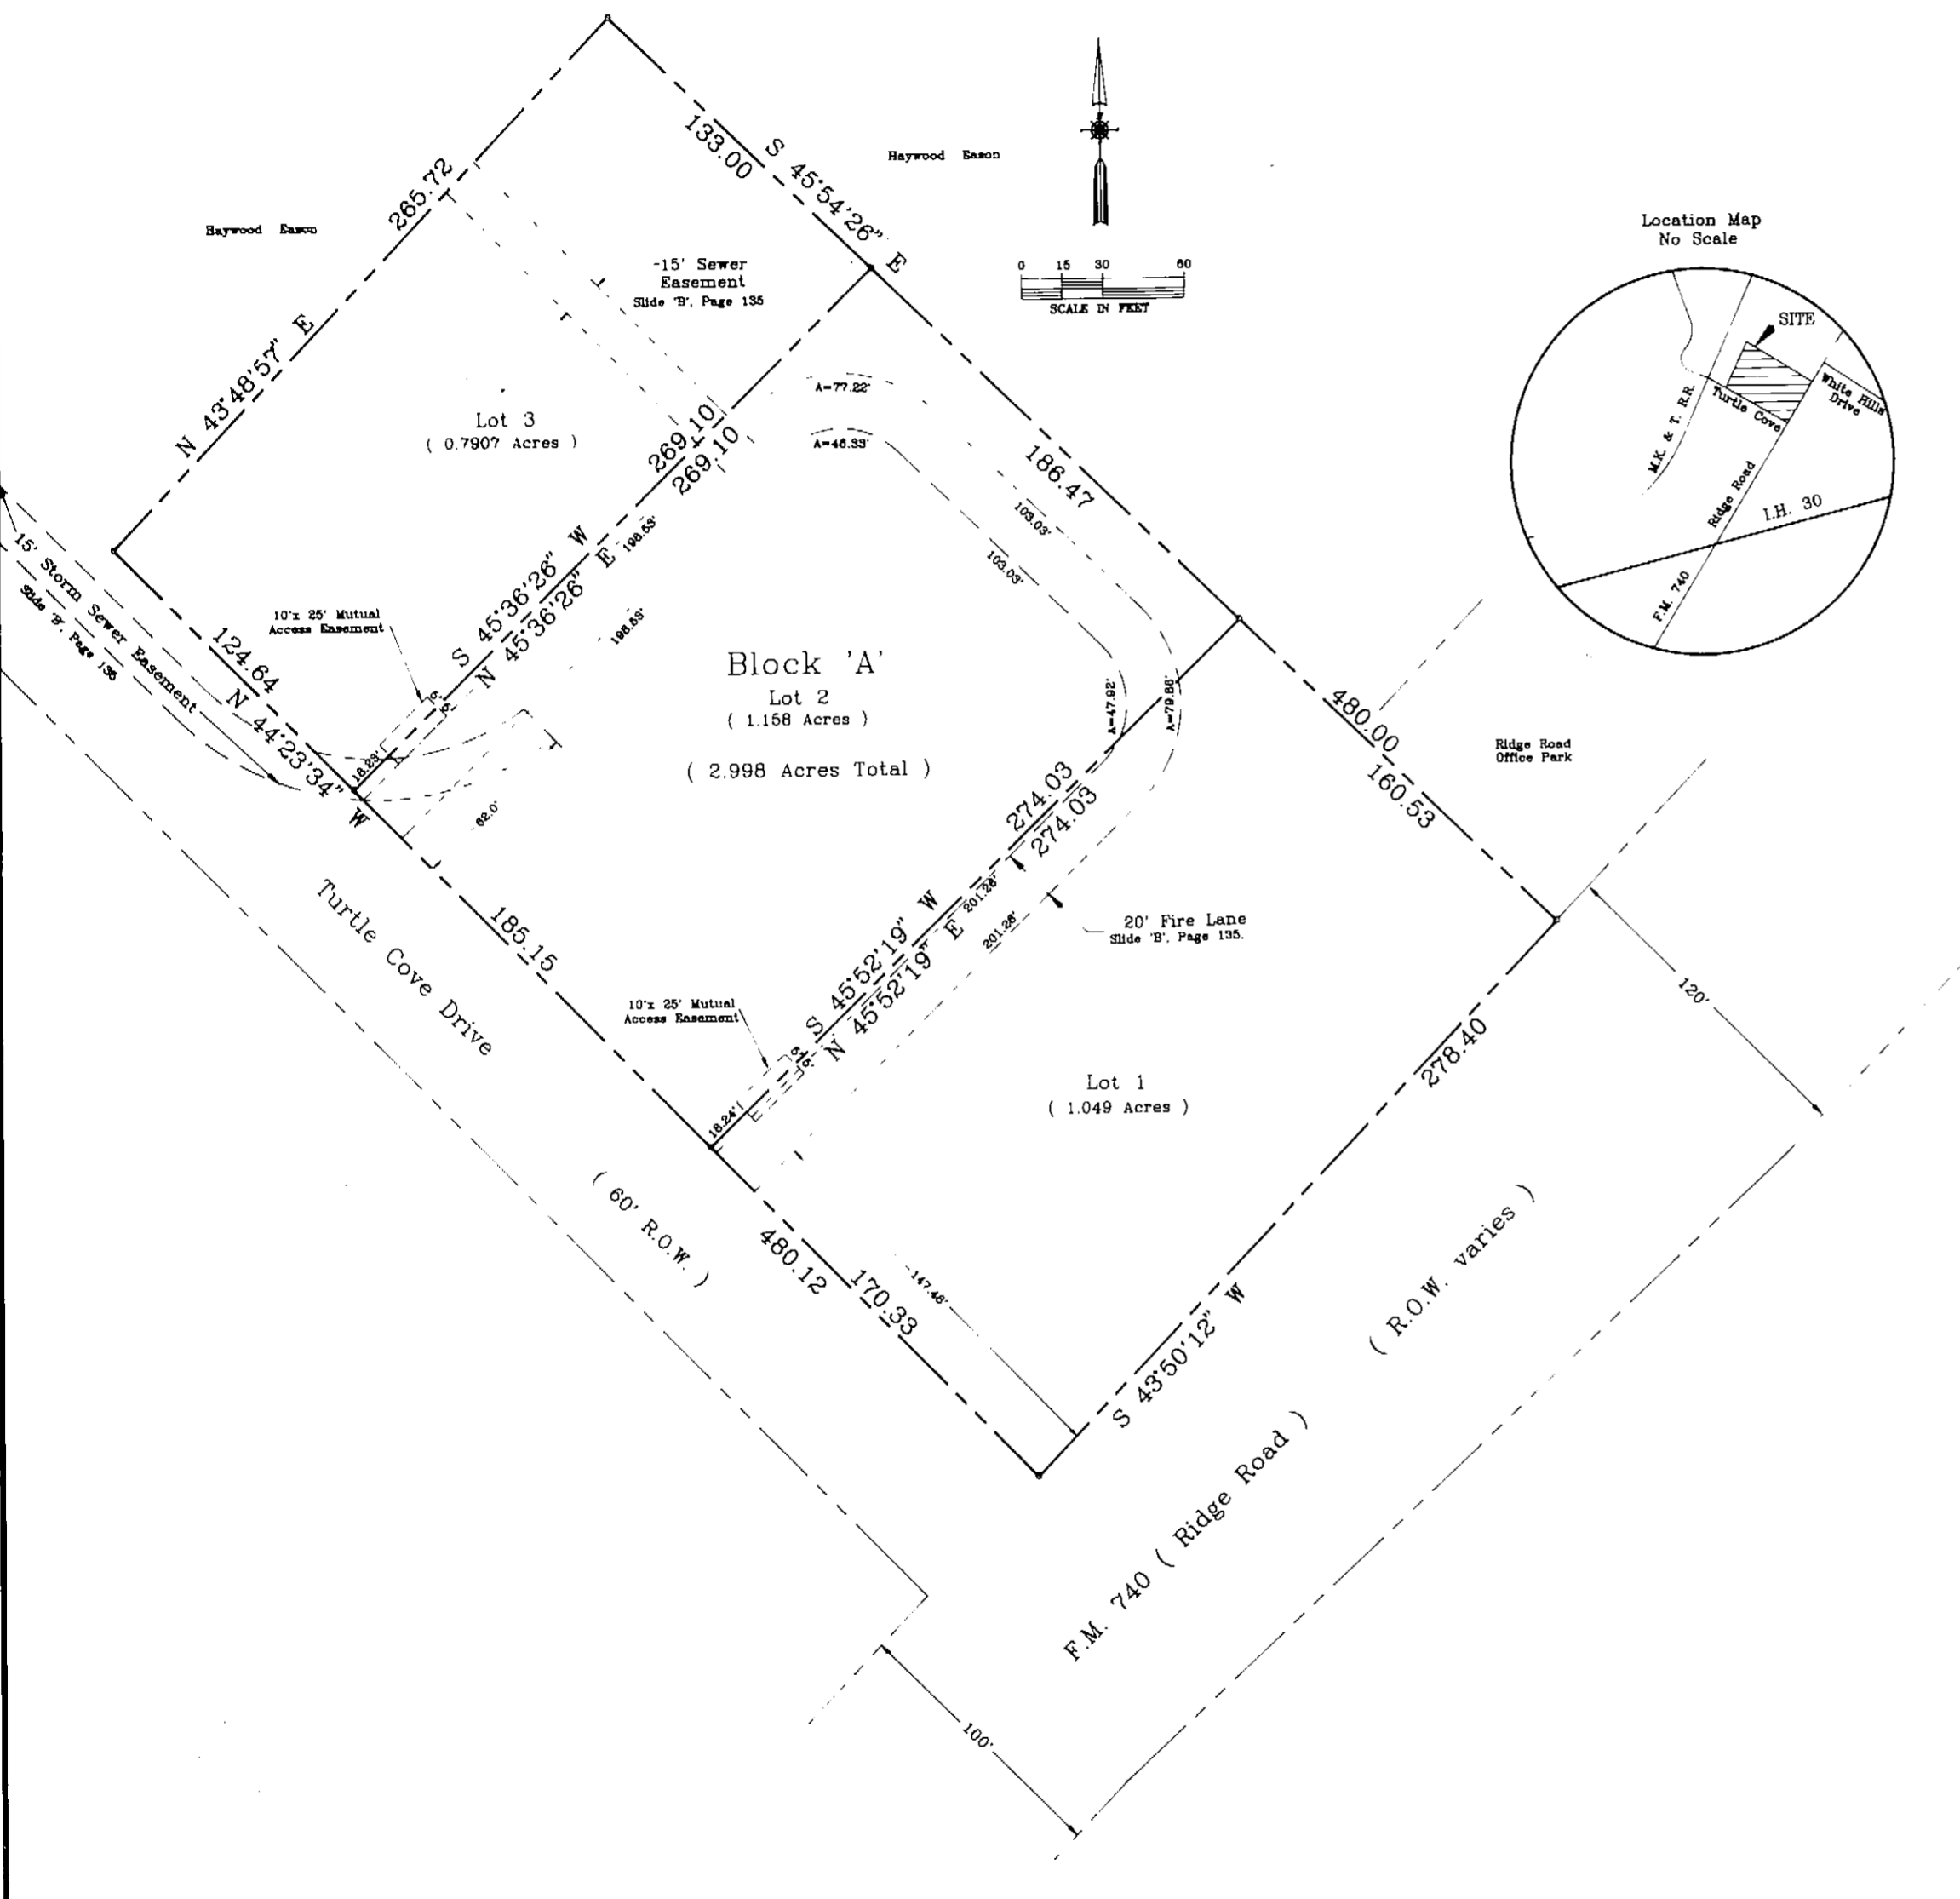 133.00
S 45°54'26" E
Haywood Eason
265.72
Haywood Eason
N 43°48'57" E
15' Sewer
Easement
Slide 'B', Page 135
0 15 30 60
SCALE IN FEET
Location Map
No Scale
SITE
White Hills
Drive
Turtle Cove
M.K. & T. R.R.
Ridge Road
I.H. 30
F.M. 740
Lot 3
( 0.7907 Acres )
A=77.22'
A=46.33'
269.10
269.10
186.47
103.03'
103.03'
198.53'
198.53'
S 45°36'26" W
N 45°36'26" E
15' Storm Sewer Easement
Slide 'B', Page 135
10'x 25' Mutual
Access Easement
124.64
N 44°23'34" W
5'
5'
18.23'
62.0'
Block 'A'
Lot 2
( 1.158 Acres )
( 2.998 Acres Total )
A=47.92'
A=79.86'
480.00
160.53
Ridge Road
Office Park
274.03
274.03
201.26'
201.26'
S 45°52'19" W
N 45°52'19" E
20' Fire Lane
Slide 'B', Page 135.
185.15
Turtle Cove Drive
( 60' R.O.W. )
10'x 25' Mutual
Access Easement
5'
5'
18.24'
Lot 1
( 1.049 Acres )
278.40
120'
480.12
170.33
147.48'
S 43°50'12" W
( R.O.W. varies )
F.M. 740 ( Ridge Road )
100'